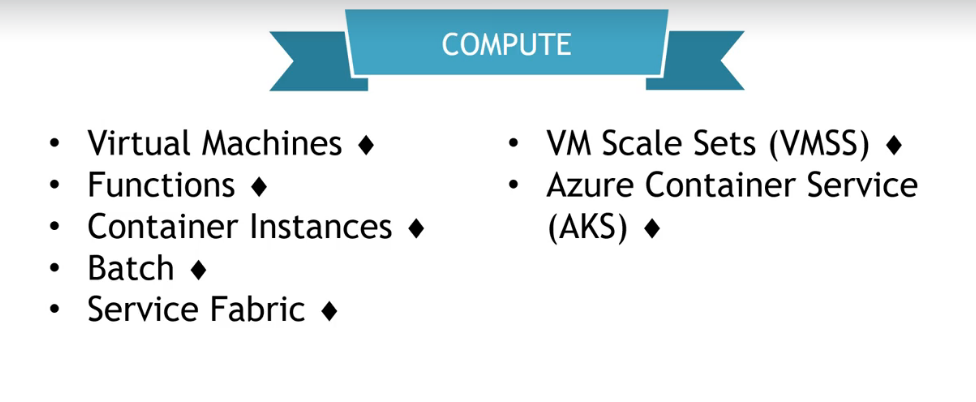 COMPUTE
• Virtual Machines ♦
• Functions ♦
• Container Instances ♦
• Batch ♦
• Service Fabric ♦
• VM Scale Sets (VMSS) ♦
• Azure Container Service
(AKS) ♦